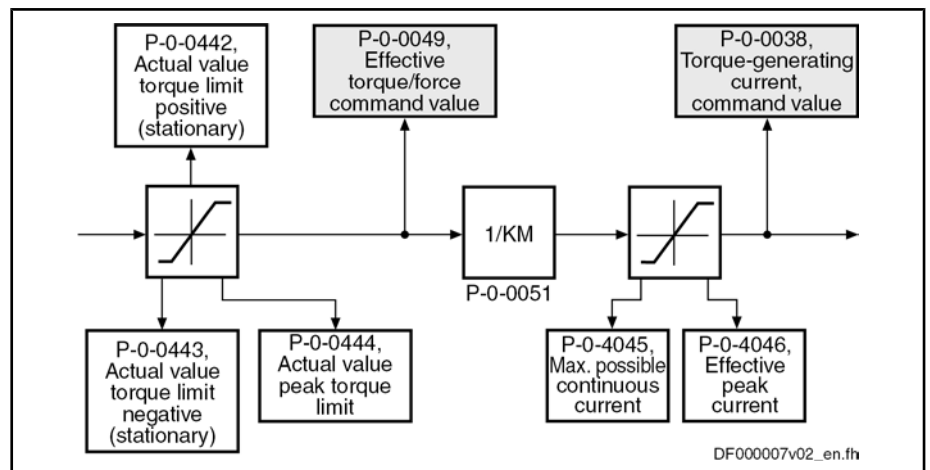 P-0-0442,
Actual value
torque limit
positive
(stationary)
P-0-0049,
Effective
torque/force
command value
P-0-0038,
Torque-generating
current,
command value
1/KM
P-0-0051
P-0-0443,
Actual value
torque limit
negative
(stationary)
P-0-0444,
Actual value
peak torque
limit
P-0-4045,
Max. possible
continuous
current
P-0-4046,
Effective
peak
current
DF000007v02_en.fh